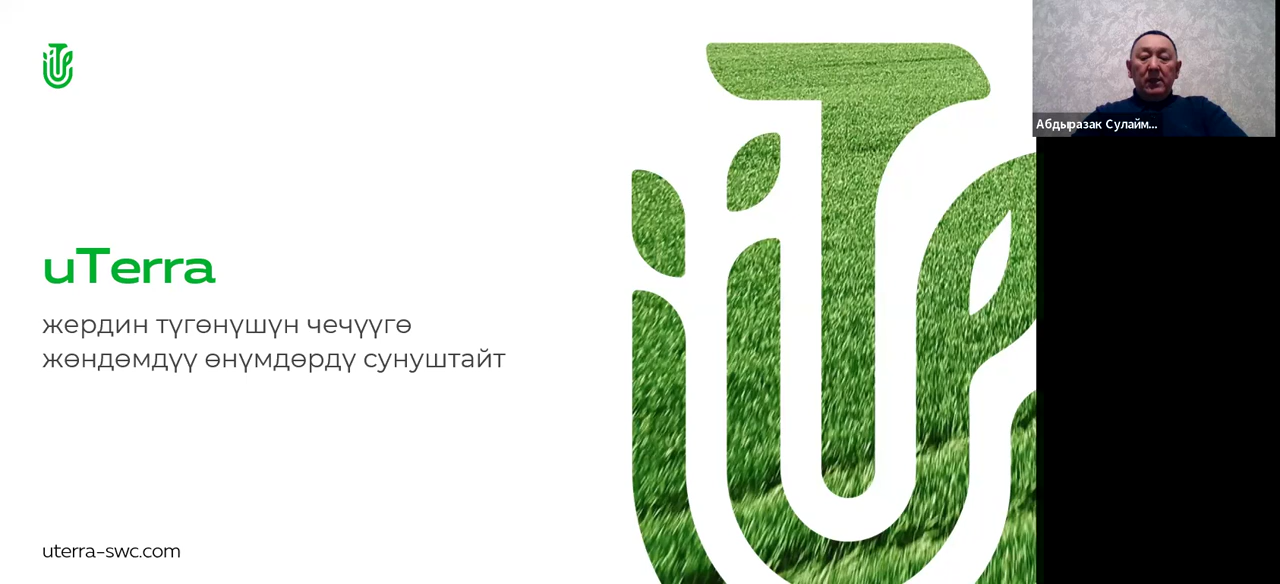 uTerra
жердин түгөнүшүн чечүүгө
жөндөмдүү өнүмдөрдү сунуштайт
uterra-swc.com
Абдыразак Сулайм...